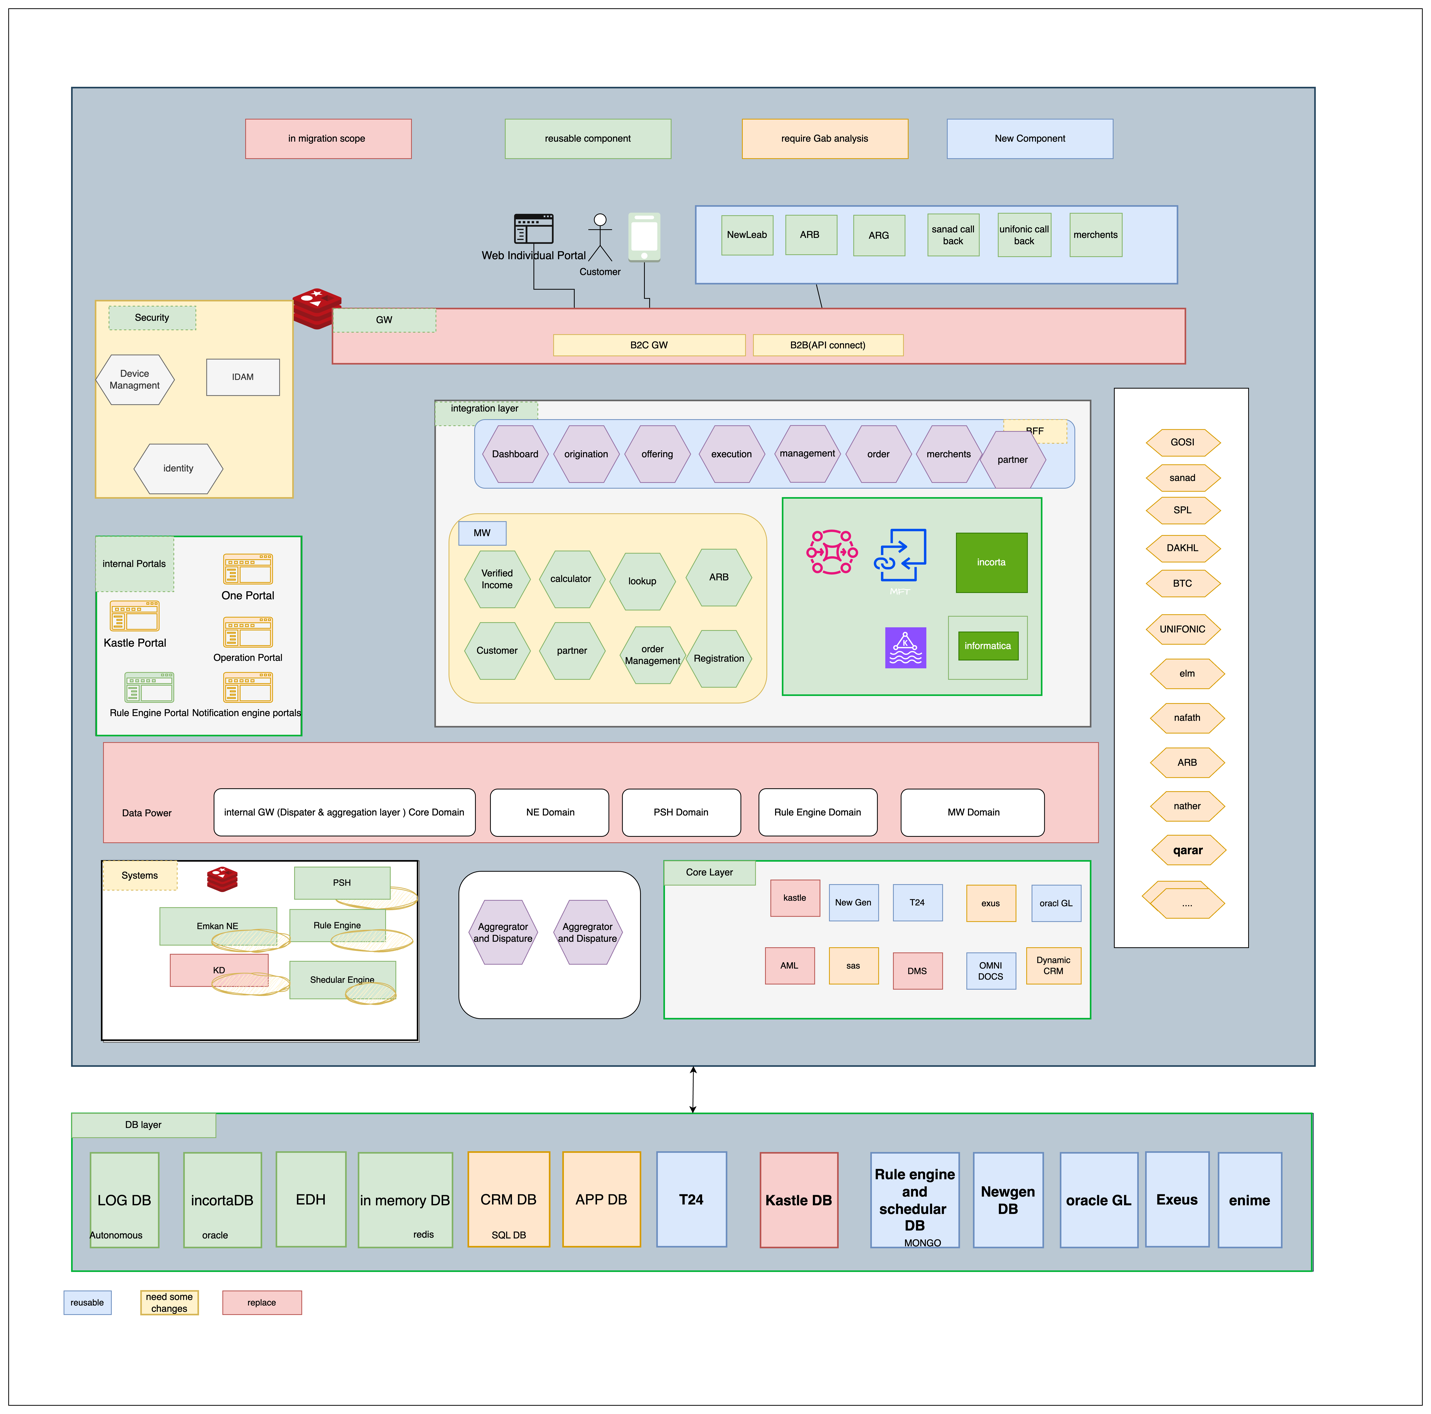 in migration scope
reusable component
require Gab analysis
New Component
Web Individual Portal
Customer
NewLeab
ARB
ARG
sanad call
back
unifonic call
back
merchents
Security
Device
Managment
IDAM
identity
GW
B2C GW
B2B(API connect)
integration layer
BFF
Dashboard
origination
offering
execution
management
order
merchents
partner
MW
Verified
Income
calculator
lookup
ARB
Customer
partner
order
Management
Registration
MFT
incorta
K
informatica
GOSI
sanad
SPL
DAKHL
BTC
UNIFONIC
elm
nafath
ARB
nather
qarar
....
internal Portals
One Portal
Kastle Portal
Operation Portal
Rule Engine Portal
Notification engine portals
Data Power
internal GW (Dispater & aggregation layer ) Core Domain
NE Domain
PSH Domain
Rule Engine Domain
MW Domain
Systems
PSH
Emkan NE
Rule Engine
KD
Shedular Engine
Aggregrator
and Dispature
Aggregrator
and Dispature
Core Layer
kastle
New Gen
T24
exus
oracl GL
AML
sas
DMS
OMNI
DOCS
Dynamic
CRM
DB layer
LOG DB
Autonomous
incortaDB
oracle
EDH
in memory DB
redis
CRM DB
SQL DB
APP DB
T24
Kastle DB
Rule engine
and
schedular
DB
MONGO
Newgen
DB
oracle GL
Exeus
enime
reusable
need some
changes
replace